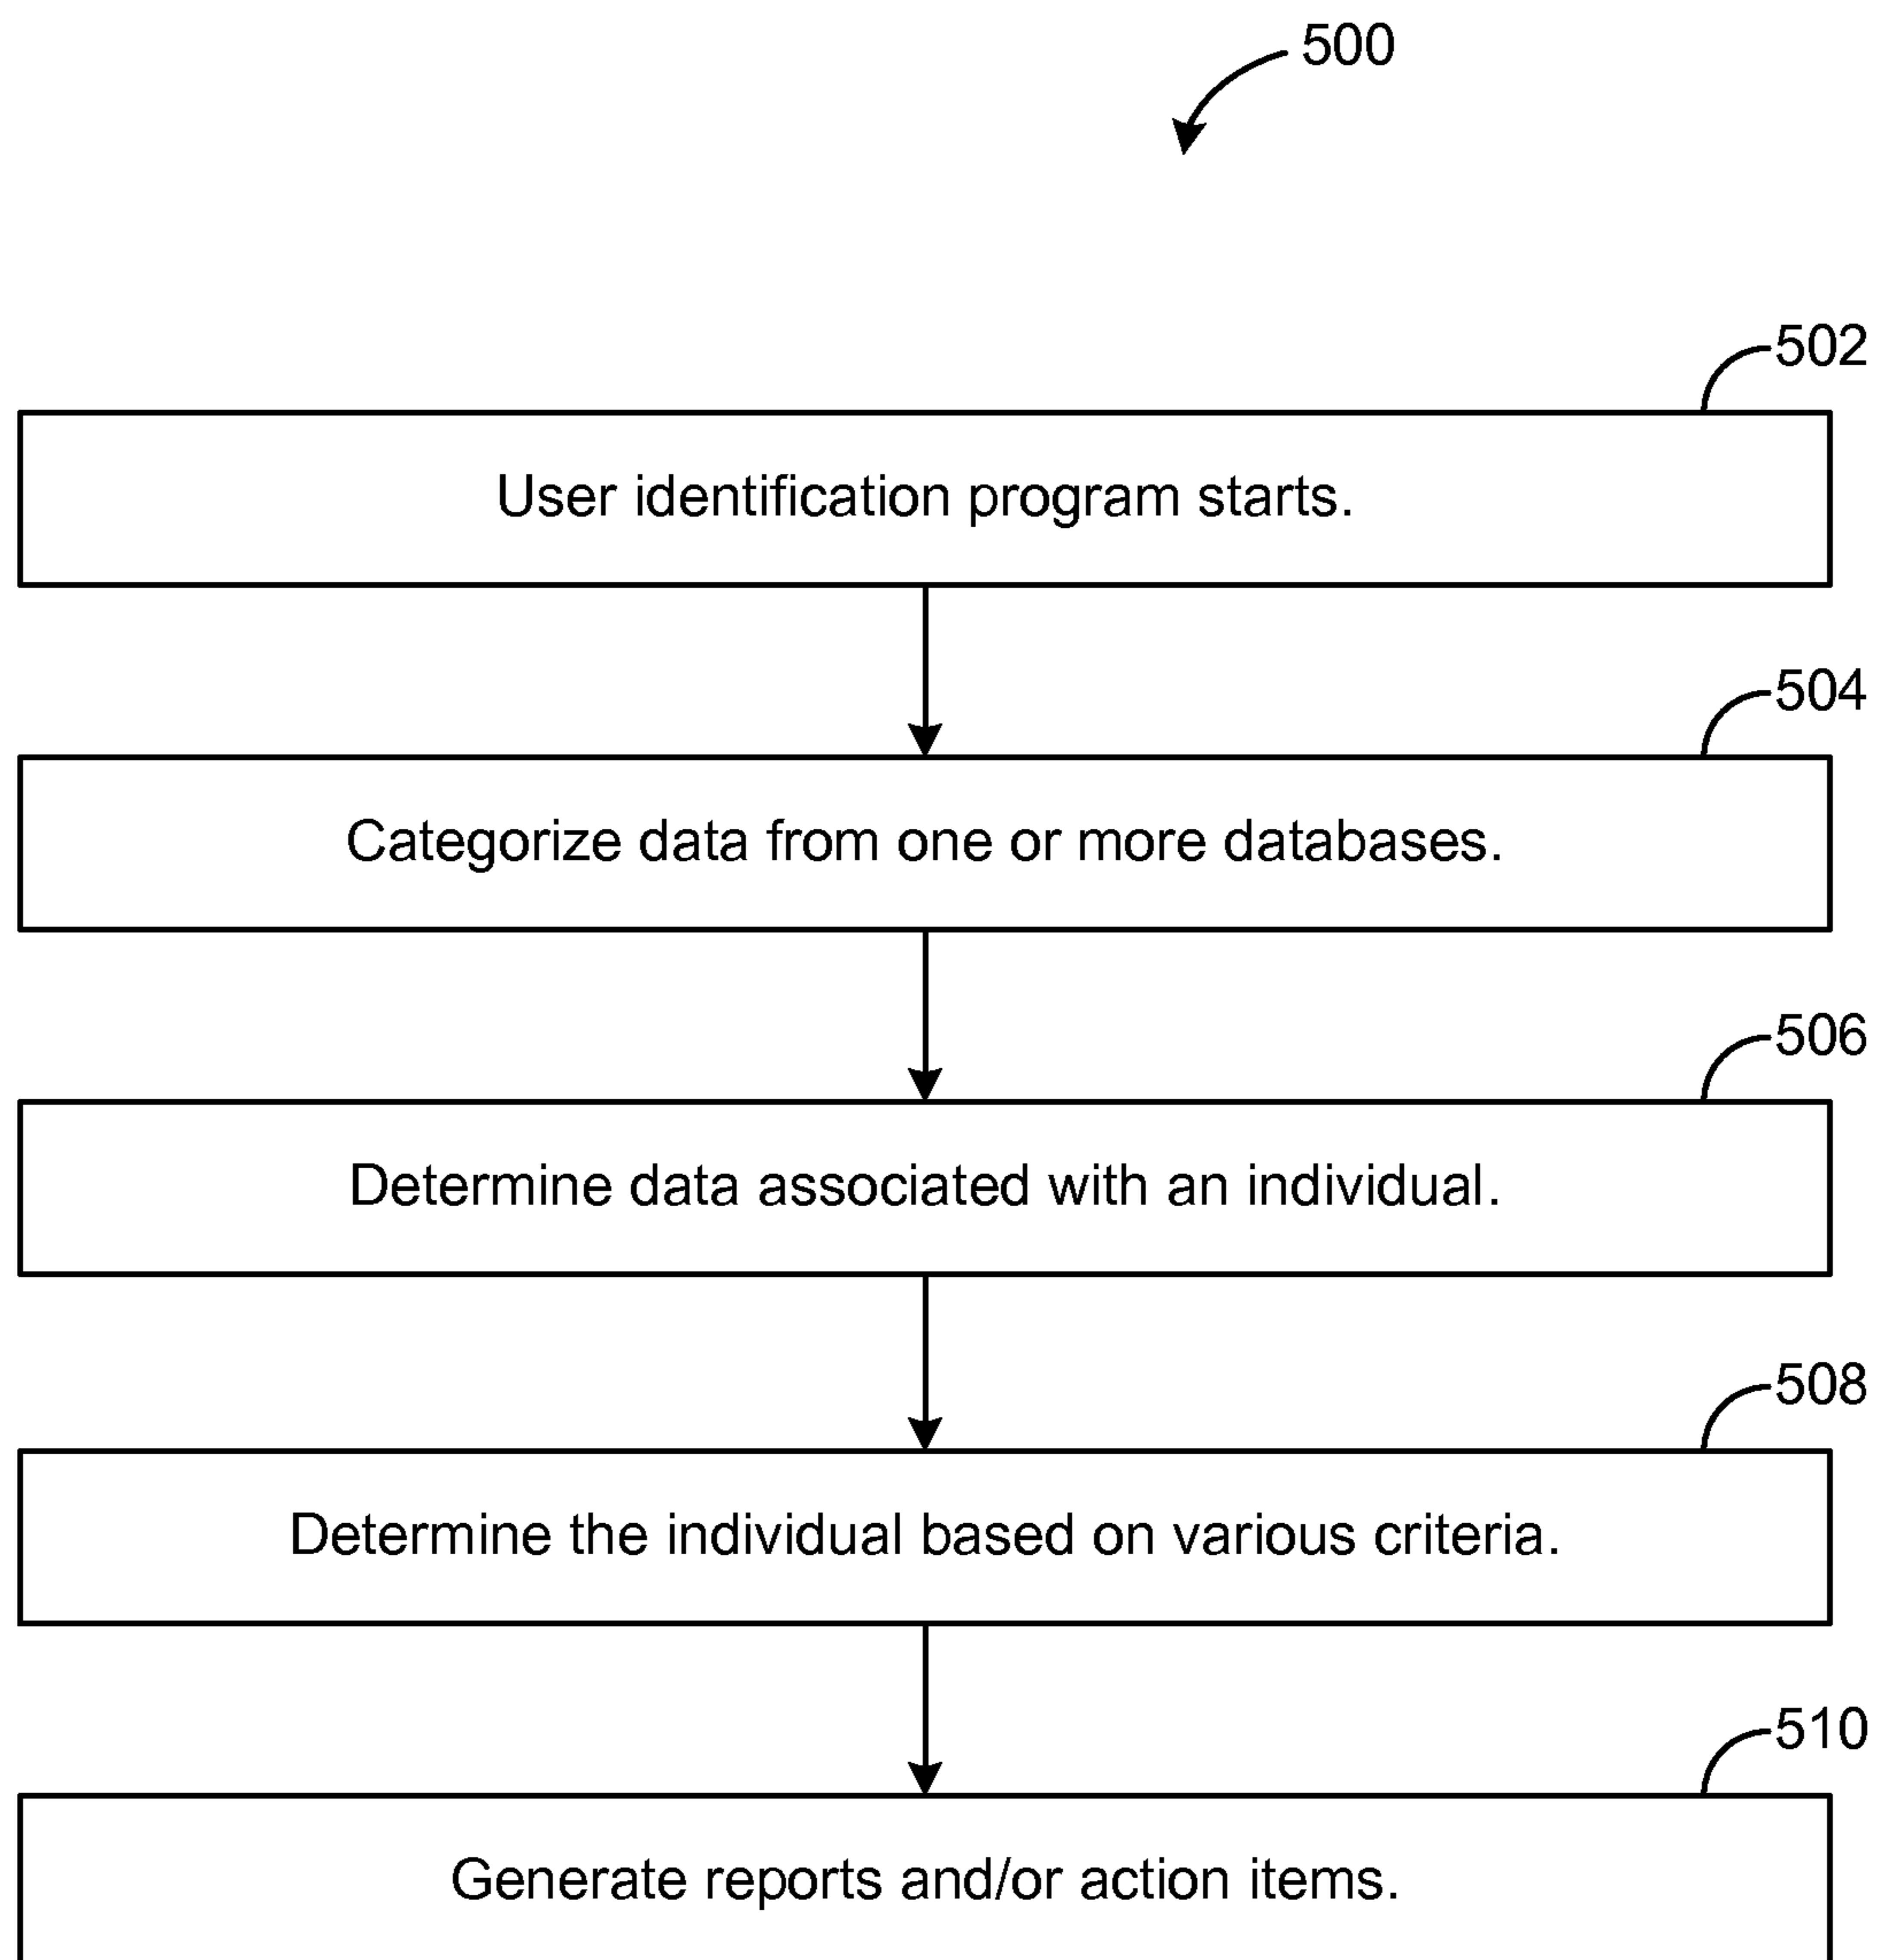 500
502
User identification program starts.
504
Categorize data from one or more databases.
506
Determine data associated with an individual.
508
Determine the individual based on various criteria.
510
Generate reports and/or action items.